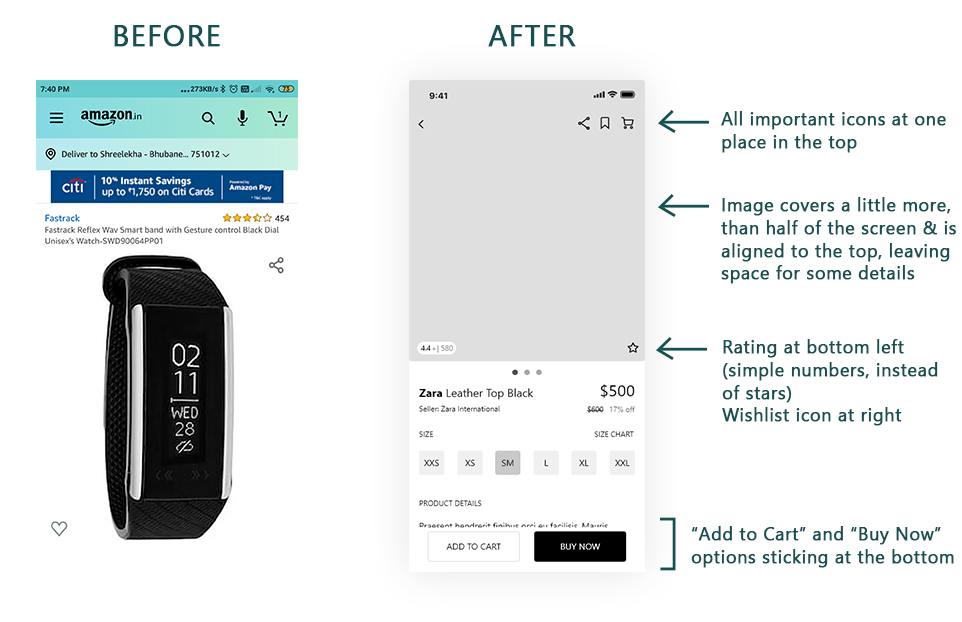 BEFORE
AFTER
7:40 PM
...273KB/s
amazon.in
1
Deliver to Shreelekha - Bhubane... 751012
citi
10% Instant Savings
up to ₹1,750 on Citi Cards
Powered by
Amazon Pay
*T&C apply
Fastrack
454
Fastrack Reflex Wav Smart band with Gesture control Black Dial
Unisex's Watch-SWD90064PP01
02
11
WED
28
9:41
4.4 | 580
Zara Leather Top Black
$500
Seller: Zara International
$600 17% off
SIZE
SIZE CHART
XXS
XS
SM
L
XL
XXL
PRODUCT DETAILS
Praesent hendrerit finibus orci eu facilisis. Mauris
ADD TO CART
BUY NOW
All important icons at one
place in the top
Image covers a little more,
than half of the screen & is
aligned to the top, leaving
space for some details
Rating at bottom left
(simple numbers, instead
of stars)
Wishlist icon at right
“Add to Cart” and “Buy Now”
options sticking at the bottom